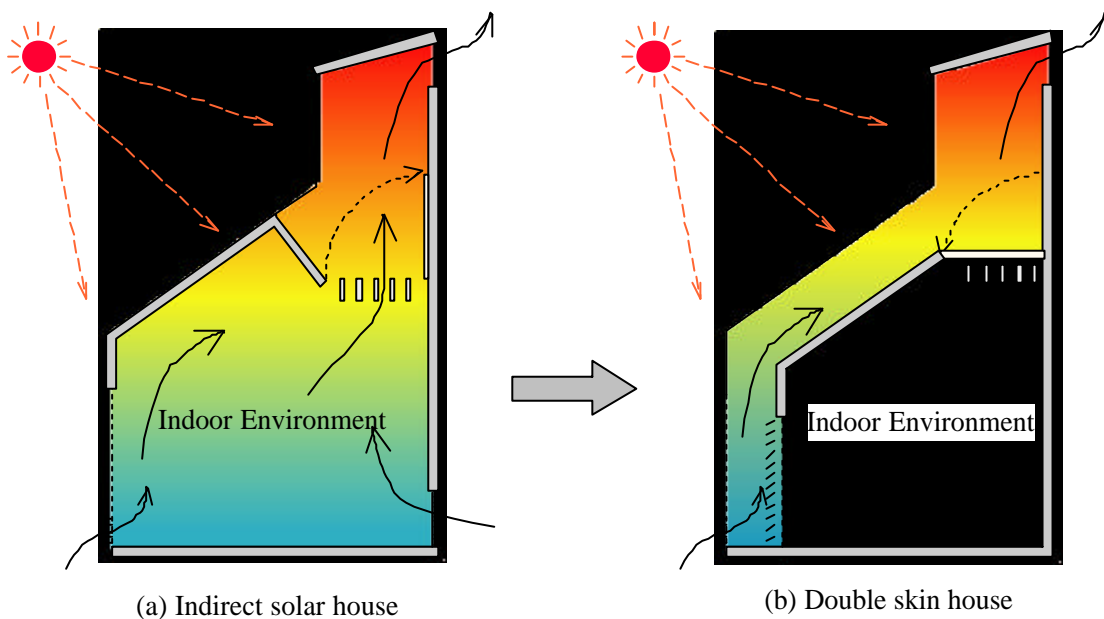 Indoor Environment
Indoor Environment
(a) Indirect solar house
(b) Double skin house